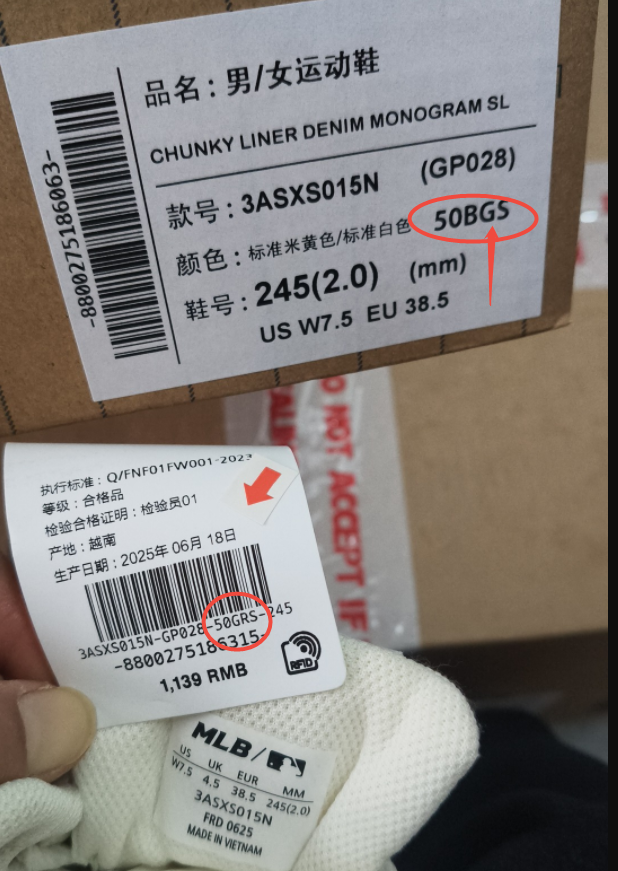 品名：男/女运动鞋
CHUNKY LINER DENIM MONOGRAM SL
款号：3ASXS015N (GP028)
颜色：标准米黄色/标准白色 50BGS
鞋号：245(2.0) (mm)
US W7.5 EU 38.5
-8800275186063-
DO NOT ACCEPT IF
执行标准：Q/FNF01FW001-2023
等级：合格品
检验合格证明：检验员01
产地：越南
生产日期：2025年 06月 18日
3ASXS015N-GP028-50GRS-245
-8800275186315-
1,139 RMB
RFID
MLB/
US UK EUR MM
W7.5 4.5 38.5 245(2.0)
3ASXS015N
FRD 0625
MADE IN VIETNAM